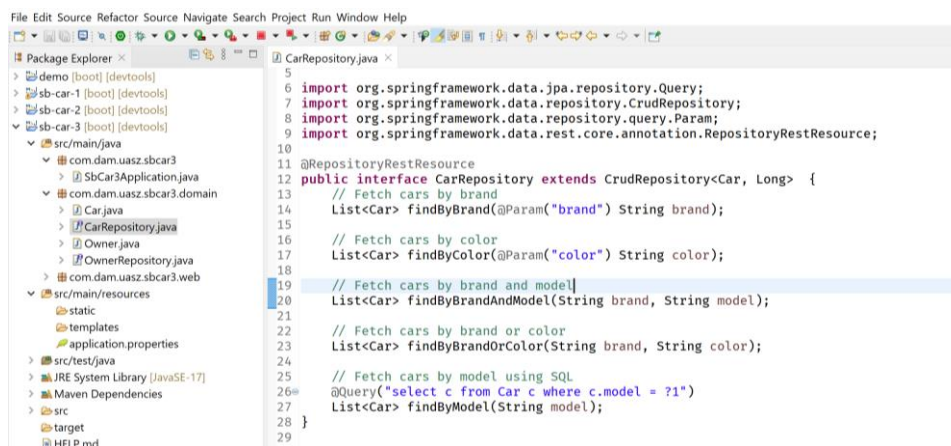 File Edit Source Refactor Source Navigate Search Project Run Window Help
Package Explorer
demo [boot] [devtools]
sb-car-1 [boot] [devtools]
sb-car-2 [boot] [devtools]
sb-car-3 [boot] [devtools]
src/main/java
com.dam.uasz.sbcar3
SbCar3Application.java
com.dam.uasz.sbcar3.domain
Car.java
CarRepository.java
Owner.java
OwnerRepository.java
com.dam.uasz.sbcar3.web
src/main/resources
static
templates
application.properties
src/test/java
JRE System Library [JavaSE-17]
Maven Dependencies
src
target
HELP.md
CarRepository.java
5
6 import org.springframework.data.jpa.repository.Query;
7 import org.springframework.data.repository.CrudRepository;
8 import org.springframework.data.repository.query.Param;
9 import org.springframework.data.rest.core.annotation.RepositoryRestResource;
10
11 @RepositoryRestResource
12 public interface CarRepository extends CrudRepository<Car, Long> {
13 // Fetch cars by brand
14 List<Car> findByBrand(@Param("brand") String brand);
15
16 // Fetch cars by color
17 List<Car> findByColor(@Param("color") String color);
18
19 // Fetch cars by brand and model
20 List<Car> findByBrandAndModel(String brand, String model);
21
22 // Fetch cars by brand or color
23 List<Car> findByBrandOrColor(String brand, String color);
24
25 // Fetch cars by model using SQL
26 @Query("select c from Car c where c.model = ?1")
27 List<Car> findByModel(String model);
28 }
29